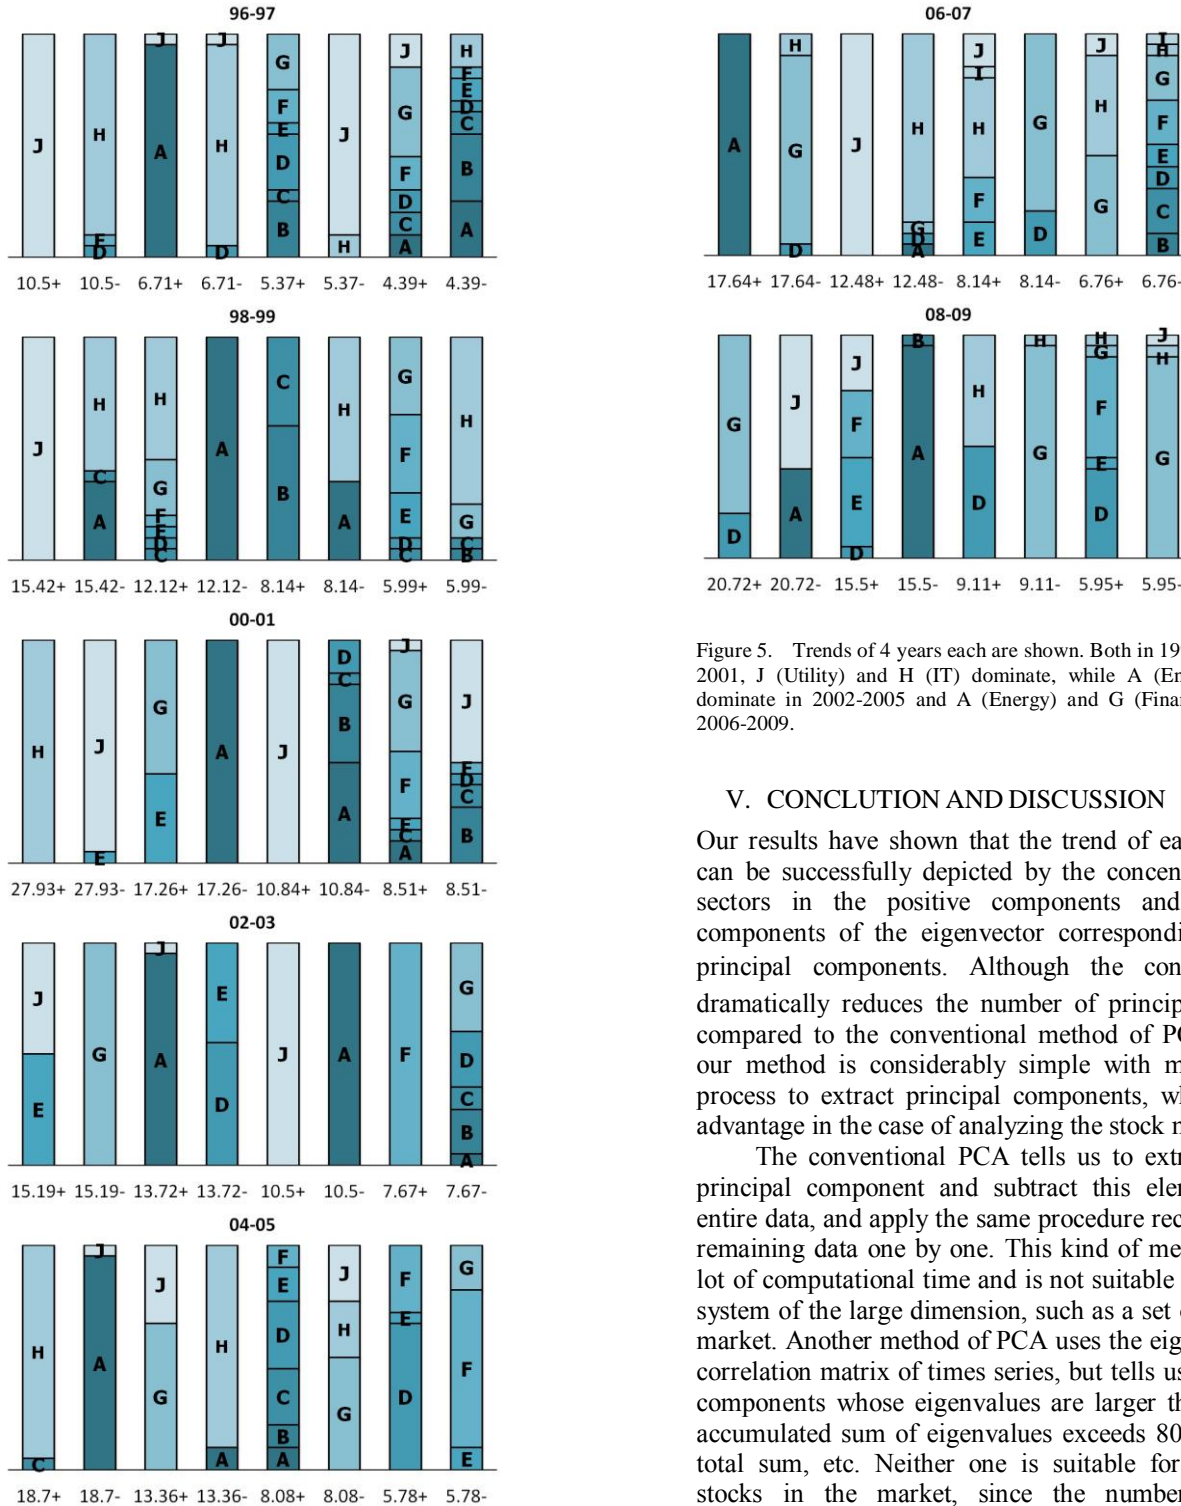 96-97
J H A H G F E D C B J J G F D C A H F E D C B A
J F D J D H
10.5+ 10.5- 6.71+ 6.71- 5.37+ 5.37- 4.39+ 4.39-
98-99
J H C A H G F E D C A C B H A G F E D C H G C B
15.42+ 15.42- 12.12+ 12.12- 8.14+ 8.14- 5.99+ 5.99-
00-01
H J E G E A J D C B A J G F E C A J F D C B
27.93+ 27.93- 17.26+ 17.26- 10.84+ 10.84- 8.51+ 8.51-
02-03
J E G J A E D J A F G D C B A
15.19+ 15.19- 13.72+ 13.72- 10.5+ 10.5- 7.67+ 7.67-
04-05
H C J A J G H A F E D C B A J H G F E D G F E
18.7+ 18.7- 13.36+ 13.36- 8.08+ 8.08- 5.78+ 5.78-
06-07
A H G D J H G D A J I H F E G D J H G I H G F E D C B
17.64+ 17.64- 12.48+ 12.48- 8.14+ 8.14- 6.76+ 6.76-
08-09
G D J A J F E D B A H D H G H G F E D J H G
20.72+ 20.72- 15.5+ 15.5- 9.11+ 9.11- 5.95+ 5.95-
Figure 5. Trends of 4 years each are shown. Both in 19
2001, J (Utility) and H (IT) dominate, while A (En
dominate in 2002-2005 and A (Energy) and G (Finan
2006-2009.
V. CONCLUTION AND DISCUSSION
Our results have shown that the trend of ea
can be successfully depicted by the concen
sectors in the positive components and
components of the eigenvector correspondi
principal components. Although the con
dramatically reduces the number of princip
compared to the conventional method of PC
our method is considerably simple with m
process to extract principal components, wh
advantage in the case of analyzing the stock m
The conventional PCA tells us to extr
principal component and subtract this eler
entire data, and apply the same procedure rec
remaining data one by one. This kind of me
lot of computational time and is not suitable
system of the large dimension, such as a set
market. Another method of PCA uses the eig
correlation matrix of times series, but tells us
components whose eigenvalues are larger th
accumulated sum of eigenvalues exceeds 80
total sum, etc. Neither one is suitable for
stocks in the market, since the number